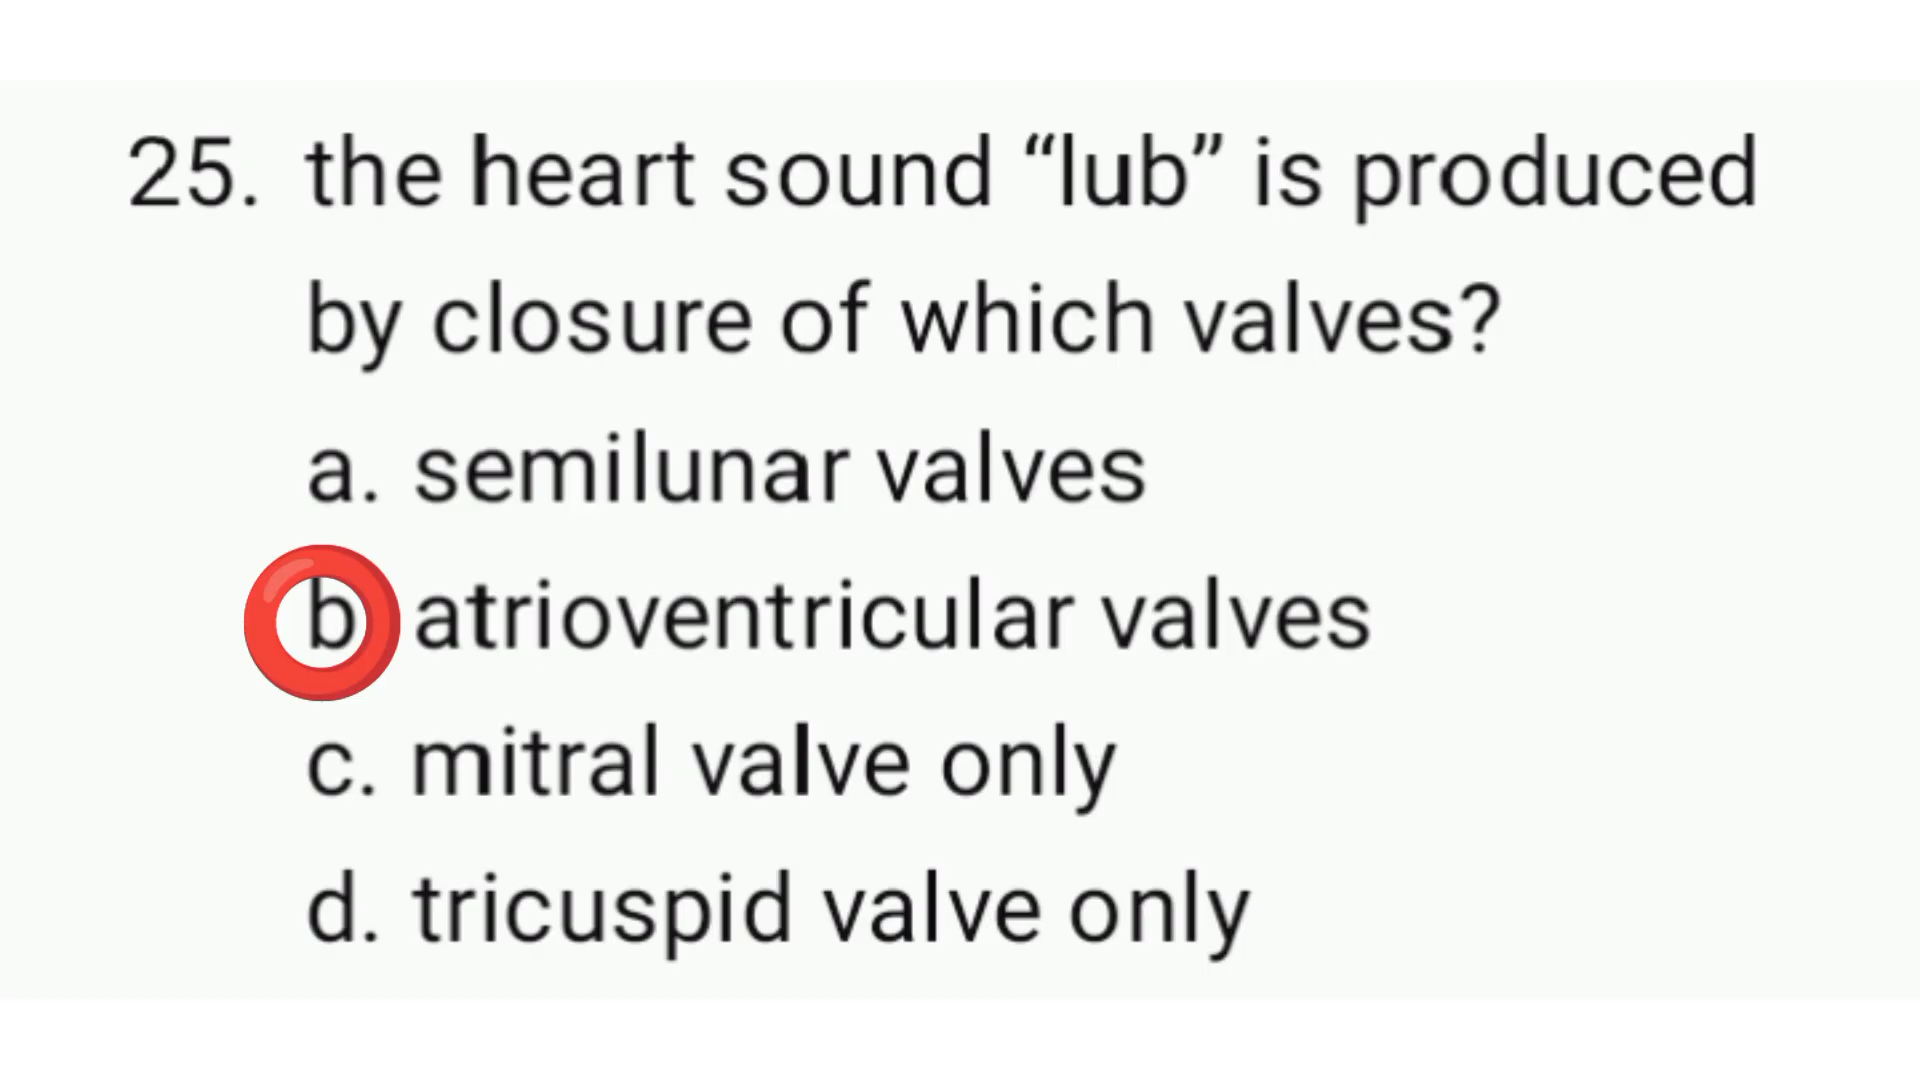 25. the heart sound “lub” is produced
by closure of which valves?
a. semilunar valves
b atrioventricular valves
c. mitral valve only
d. tricuspid valve only